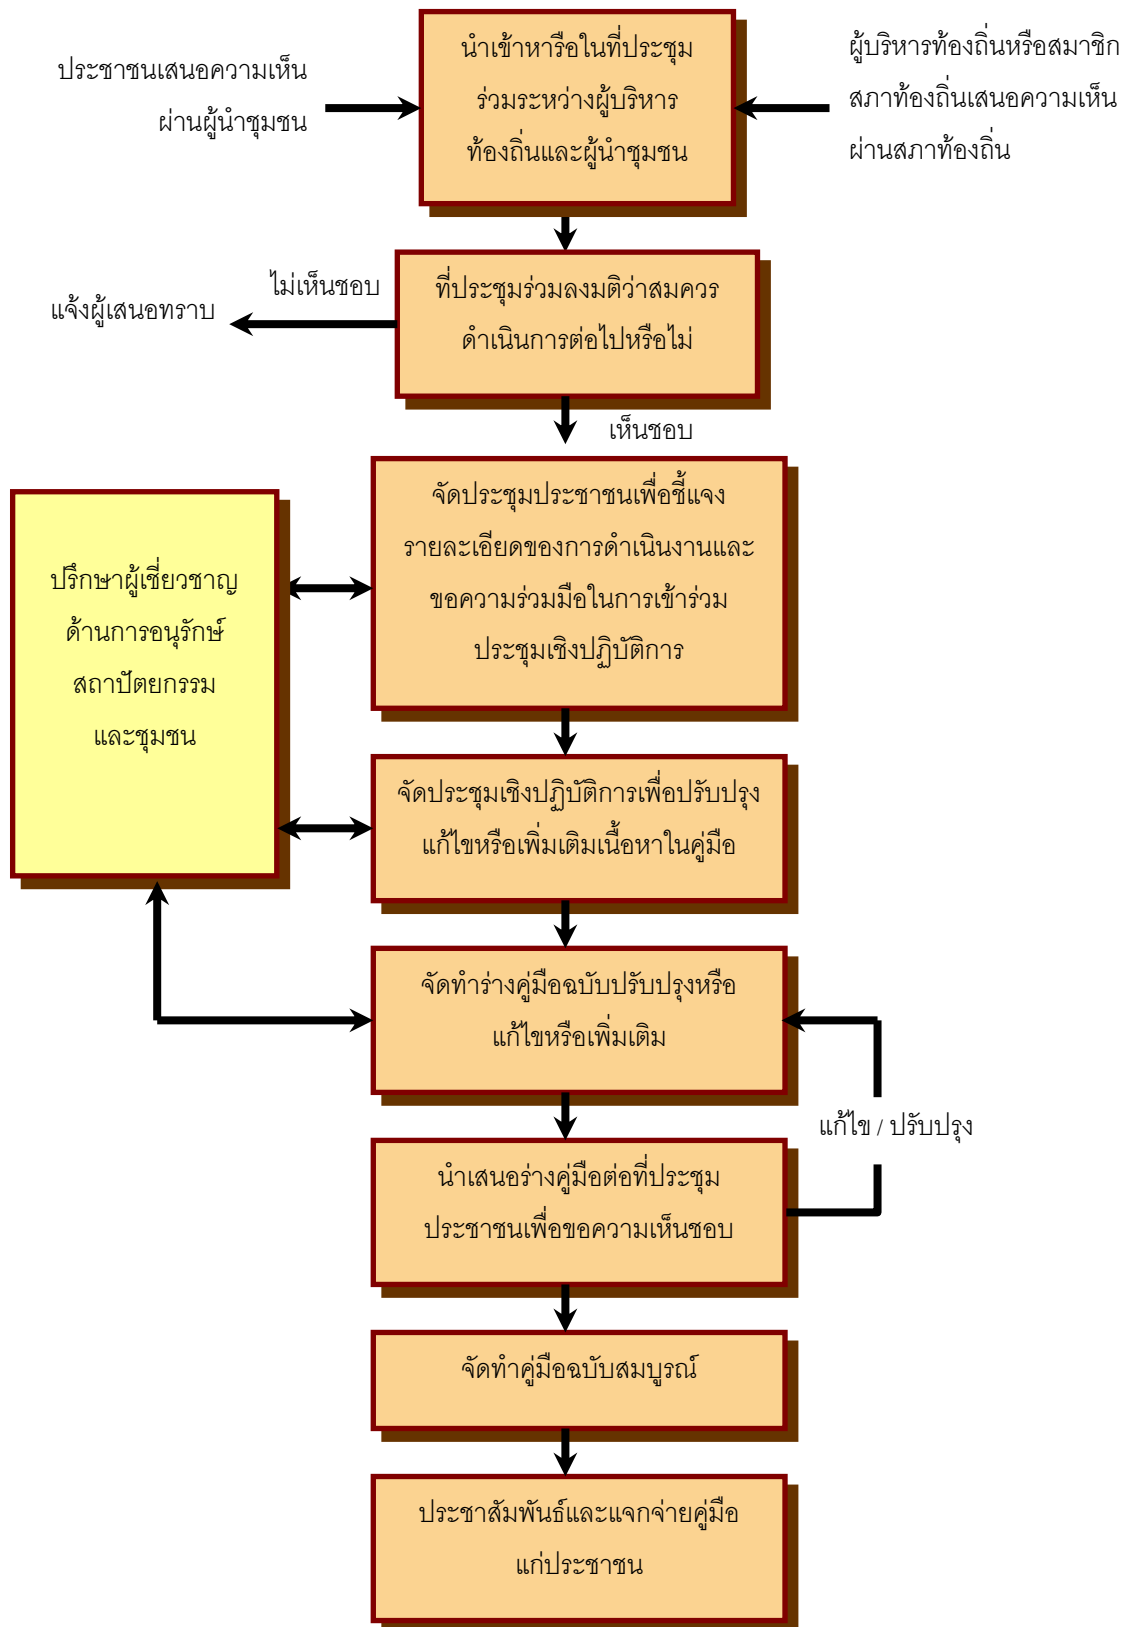 ประชาชนเสนอความเห็น
ผ่านผู้นำชุมชน
นำเข้าหารือในที่ประชุม
ร่วมระหว่างผู้บริหาร
ท้องถิ่นและผู้นำชุมชน
ผู้บริหารท้องถิ่นหรือสมาชิก
สภาท้องถิ่นเสนอความเห็น
ผ่านสภาท้องถิ่น
ที่ประชุมร่วมลงมติว่าสมควร
ดำเนินการต่อไปหรือไม่
ไม่เห็นชอบ
แจ้งผู้เสนอทราบ
เห็นชอบ
จัดประชุมประชาชนเพื่อชี้แจง
รายละเอียดของการดำเนินงานและ
ขอความร่วมมือในการเข้าร่วม
ประชุมเชิงปฏิบัติการ
ปรึกษาผู้เชี่ยวชาญ
ด้านการอนุรักษ์
สถาปัตยกรรม
และชุมชน
จัดประชุมเชิงปฏิบัติการเพื่อปรับปรุง
แก้ไขหรือเพิ่มเติมเนื้อหาในคู่มือ
จัดทำร่างคู่มือฉบับปรับปรุงหรือ
แก้ไขหรือเพิ่มเติม
แก้ไข / ปรับปรุง
นำเสนอร่างคู่มือต่อที่ประชุม
ประชาชนเพื่อขอความเห็นชอบ
จัดทำคู่มือฉบับสมบูรณ์
ประชาสัมพันธ์และแจกจ่ายคู่มือ
แก่ประชาชน